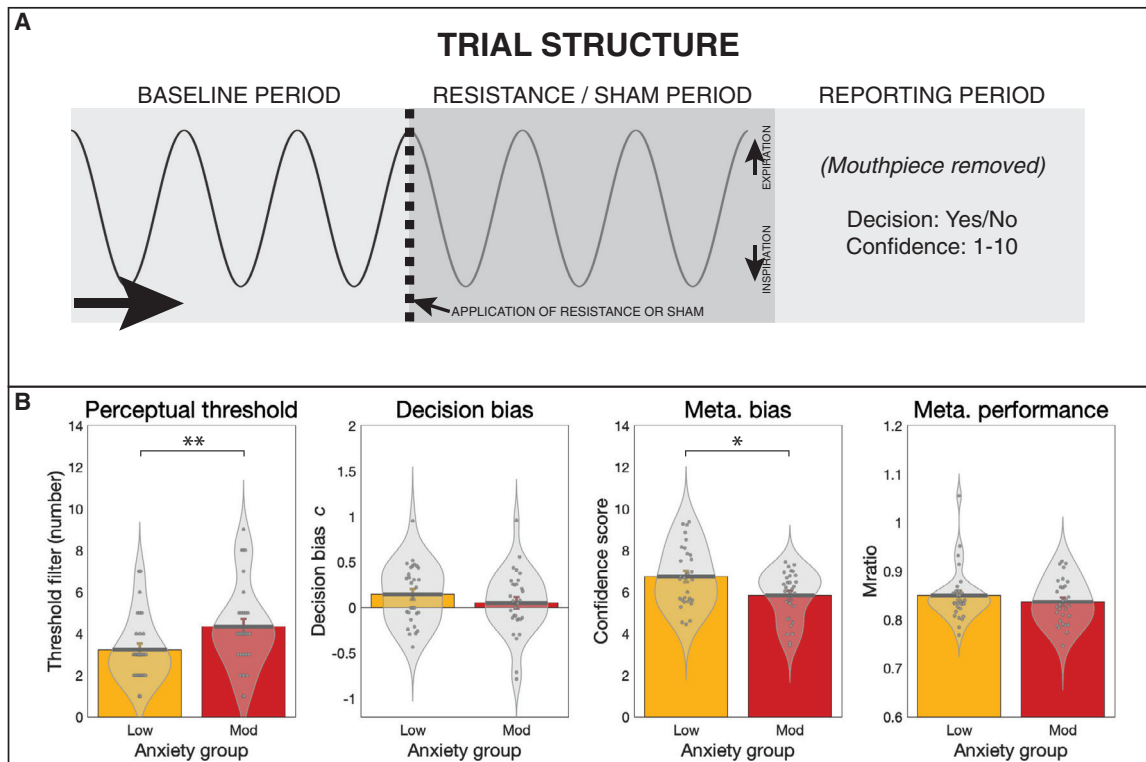 A
TRIAL STRUCTURE
BASELINE PERIOD
RESISTANCE / SHAM PERIOD
REPORTING PERIOD
EXPIRATION
INSPIRATION
(Mouthpiece removed)
Decision: Yes/No
Confidence: 1-10
APPLICATION OF RESISTANCE OR SHAM
B
Perceptual threshold
**
Threshold filter (number)
14
12
10
8
6
4
2
0
Low
Mod
Anxiety group
Decision bias
Decision bias c
2
1.5
1
0.5
0
-0.5
-1
Low
Mod
Anxiety group
Meta. bias
*
Confidence score
14
12
10
8
6
4
2
0
Low
Mod
Anxiety group
Meta. performance
Mratio
1.2
1.1
1
0.9
0.8
0.7
0.6
Low
Mod
Anxiety group